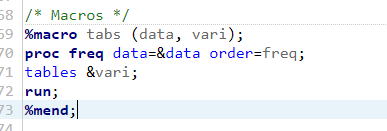 68 /* Macros */
69 %macro tabs (data, vari);
70 proc freq data=&data order=freq;
71 tables &vari;
72 run;
73 %mend;
74